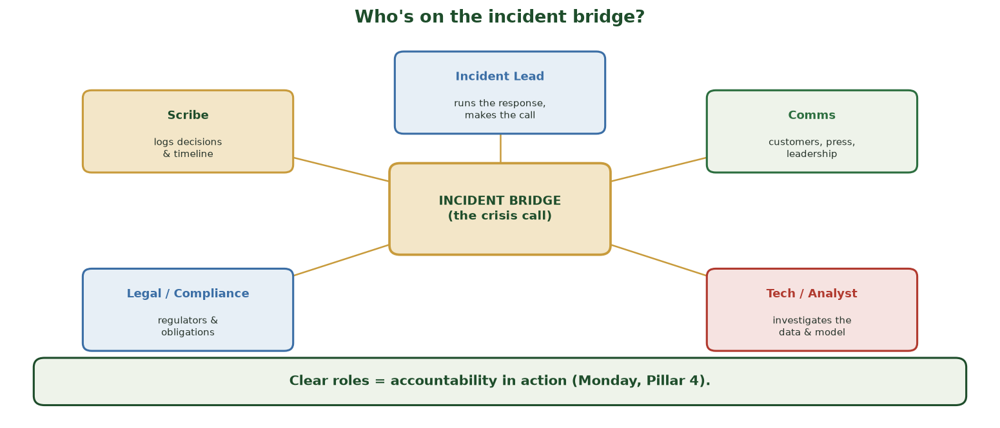 Who's on the incident bridge?
Incident Lead
runs the response,
makes the call
Scribe
logs decisions
& timeline
Comms
customers, press,
leadership
INCIDENT BRIDGE
(the crisis call)
Legal / Compliance
regulators &
obligations
Tech / Analyst
investigates the
data & model
Clear roles = accountability in action (Monday, Pillar 4).